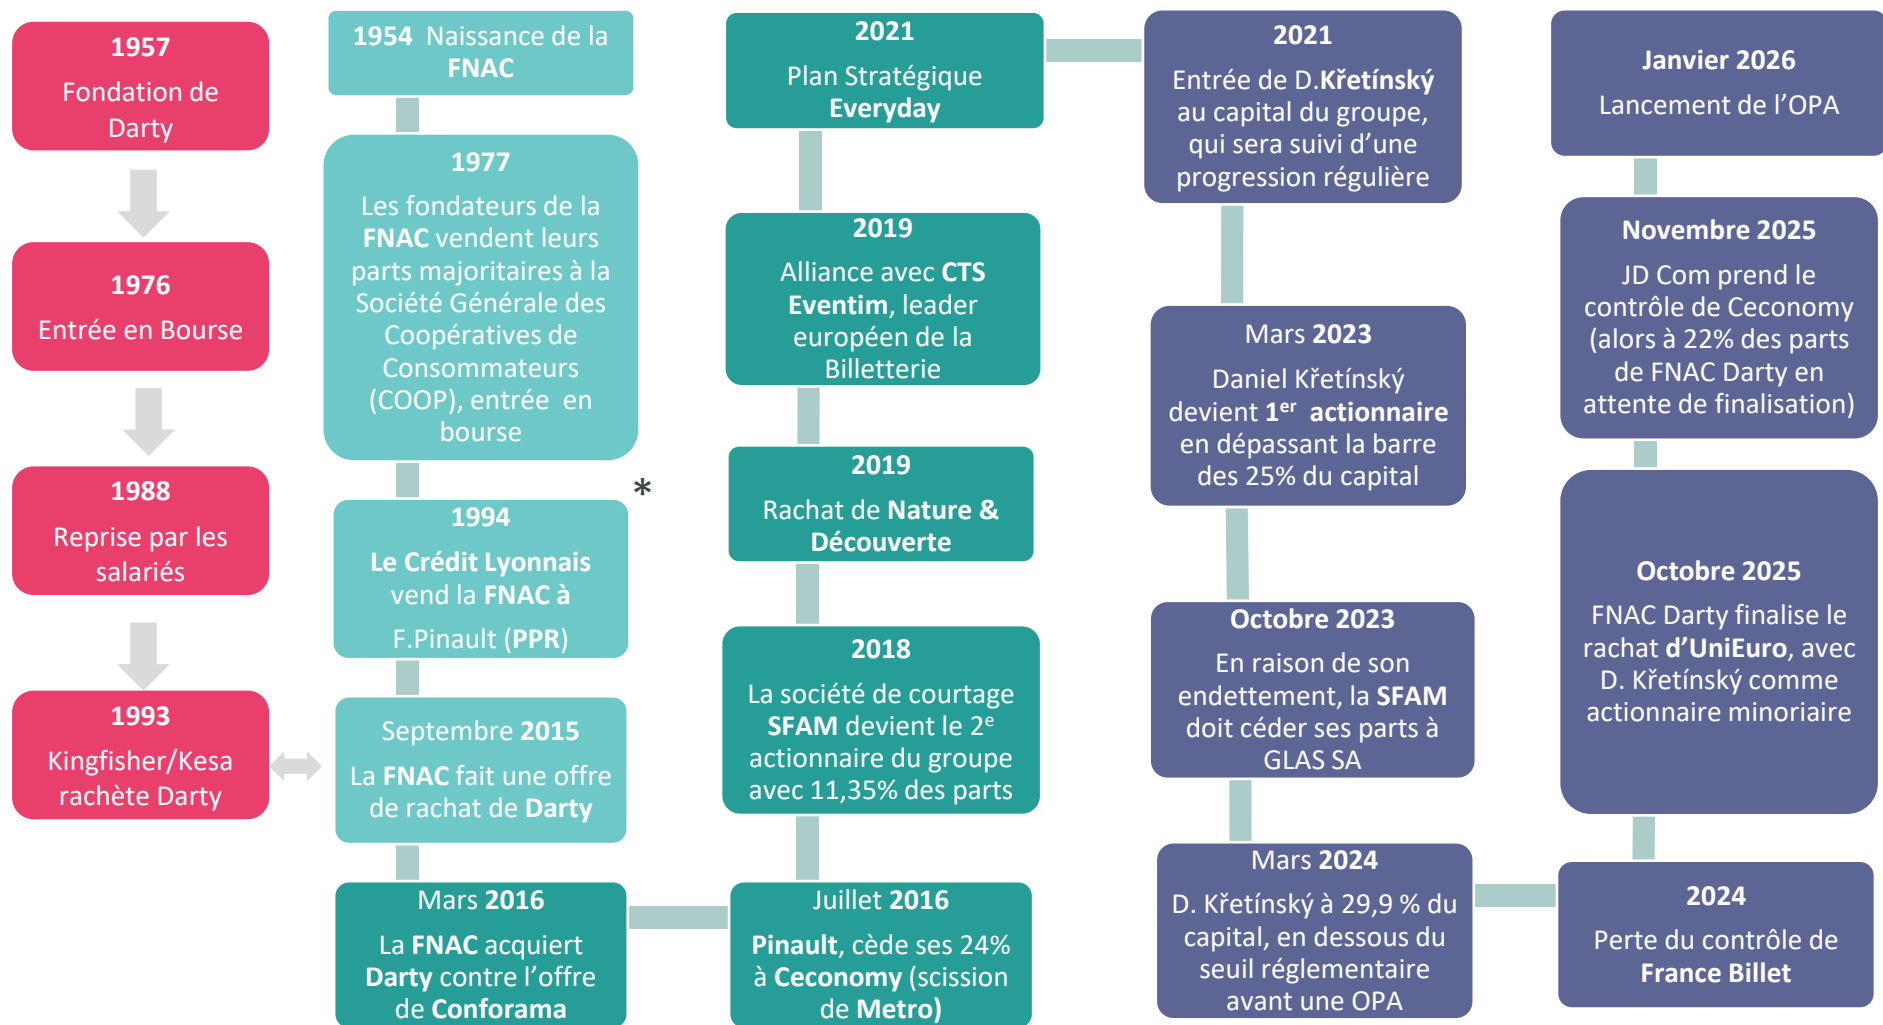 1957
Fondation de
Darty
1976
Entrée en Bourse
1988
Reprise par les
salariés
1993
Kingfisher/Kesa
rachète Darty
1954 Naissance de la
FNAC
1977
Les fondateurs de la
FNAC vendent leurs
parts majoritaires à la
Société Générale des
Coopératives de
Consommateurs
(COOP), entrée en
bourse
*
1994
Le Crédit Lyonnais
vend la FNAC à
F.Pinault (PPR)
Septembre 2015
La FNAC fait une offre
de rachat de Darty
Mars 2016
La FNAC acquiert
Darty contre l’offre
de Conforama
Juillet 2016
Pinault, cède ses 24%
à Ceconomy (scission
de Metro)
2018
La société de courtage
SFAM devient le 2e
actionnaire du groupe
avec 11,35% des parts
2019
Rachat de Nature &
Découverte
2019
Alliance avec CTS
Eventim, leader
européen de la
Billetterie
2021
Plan Stratégique
Everyday
2021
Entrée de D.Křetínský
au capital du groupe,
qui sera suivi d’une
progression régulière
Mars 2023
Daniel Křetínský
devient 1er actionnaire
en dépassant la barre
des 25% du capital
Octobre 2023
En raison de son
endettement, la SFAM
doit céder ses parts à
GLAS SA
Mars 2024
D. Křetínský à 29,9 % du
capital, en dessous du
seuil réglementaire
avant une OPA
2024
Perte du contrôle de
France Billet
Octobre 2025
FNAC Darty finalise le
rachat d’UniEuro, avec
D. Křetínský comme
actionnaire minoriaire
Novembre 2025
JD Com prend le
contrôle de Ceconomy
(alors à 22% des parts
de FNAC Darty en
attente de finalisation)
Janvier 2026
Lancement de l’OPA